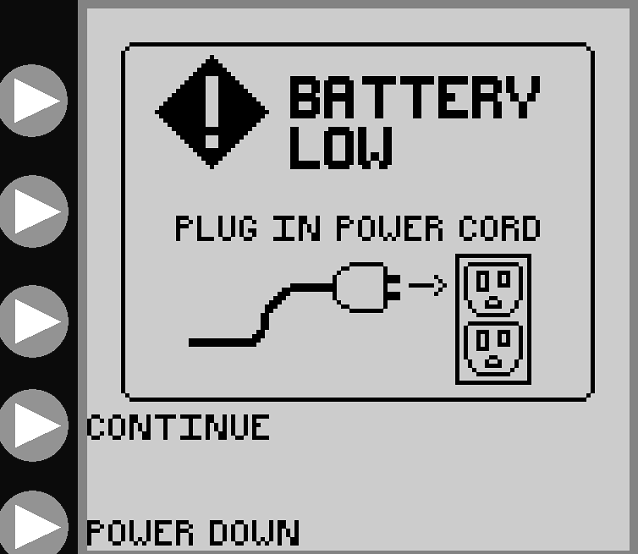 BATTERY
LOW
PLUG IN POWER CORD
CONTINUE
POWER DOWN